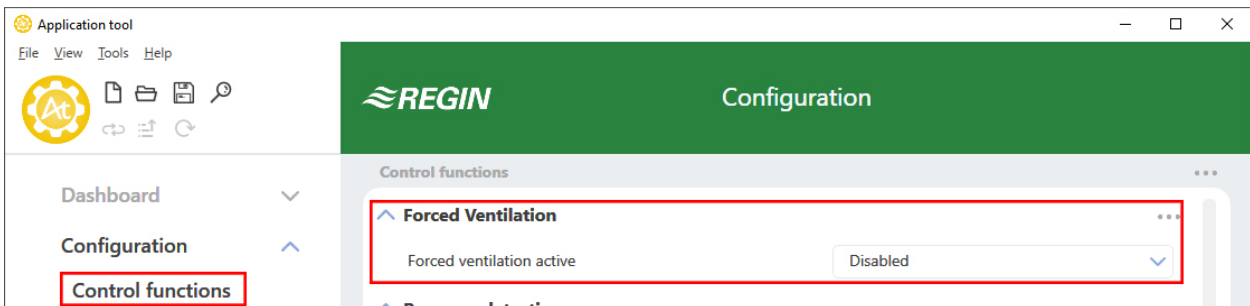 Application tool
File View Tools Help
At
REGIN
Configuration
Control functions
Dashboard
Forced Ventilation
Configuration
Forced ventilation active
Disabled
Control functions